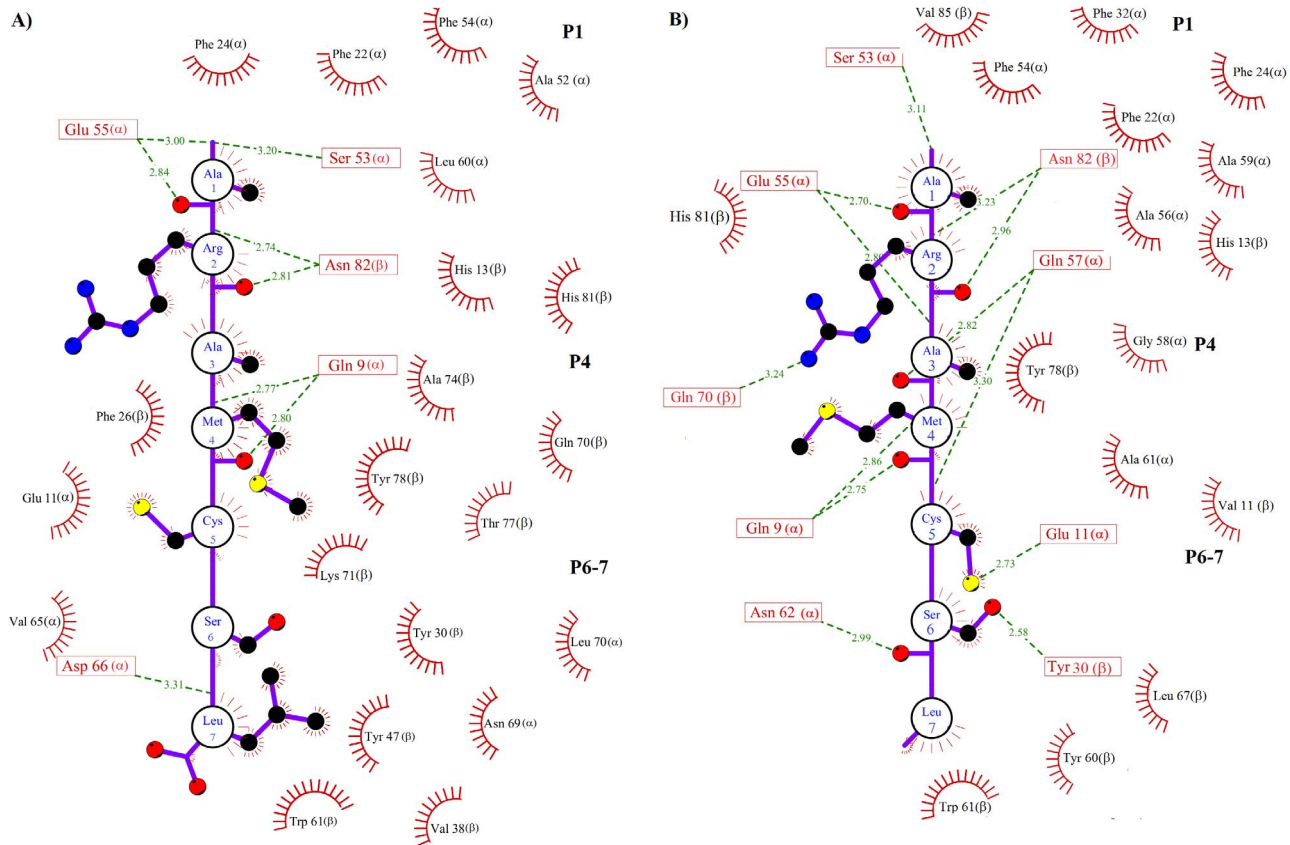 A)
Phe 24(α)
Phe 22(α)
Phe 54(α)
P1
Ala 52 (α)
Glu 55(α)
3.00
3.20
Ser 53(α)
2.84
Leu 60(α)
Ala
1
2.74
Arg
2
Asn 82(β)
2.81
His 13(β)
His 81(β)
Ala
3
P4
Gln 9(α)
2.77
Ala 74(β)
Phe 26(β)
Met
4
2.80
Gln 70(β)
Tyr 78(β)
Glu 11(α)
Cys
5
Thr 77(β)
Lys 71(β)
P6-7
Val 65(α)
Ser
6
Tyr 30(β)
Leu 70(α)
Asp 66(α)
3.31
Leu
7
Tyr 47(β)
Asn 69(α)
Trp 61(β)
Val 38(β)
B)
Val 85(β)
Phe 32(α)
P1
Ser 53(α)
Phe 54(α)
Phe 24(α)
3.11
Phe 22(α)
Asn 82(β)
Ala 59(α)
Glu 55(α)
Ala
1
2.70
3.23
His 81(β)
2.96
Ala 56(α)
His 13(β)
2.80
Arg
2
Gln 57(α)
2.82
Gly 58(α)
P4
Ala
3
3.24
3.30
Tyr 78(β)
Gln 70(β)
Met
4
2.86
2.75
Ala 61(α)
Val 11(β)
Gln 9(α)
Cys
5
Glu 11(α)
2.73
P6-7
Asn 62 (α)
Ser
6
2.99
2.58
Tyr 30(β)
Leu 67(β)
Leu
7
Tyr 60(β)
Trp 61(β)